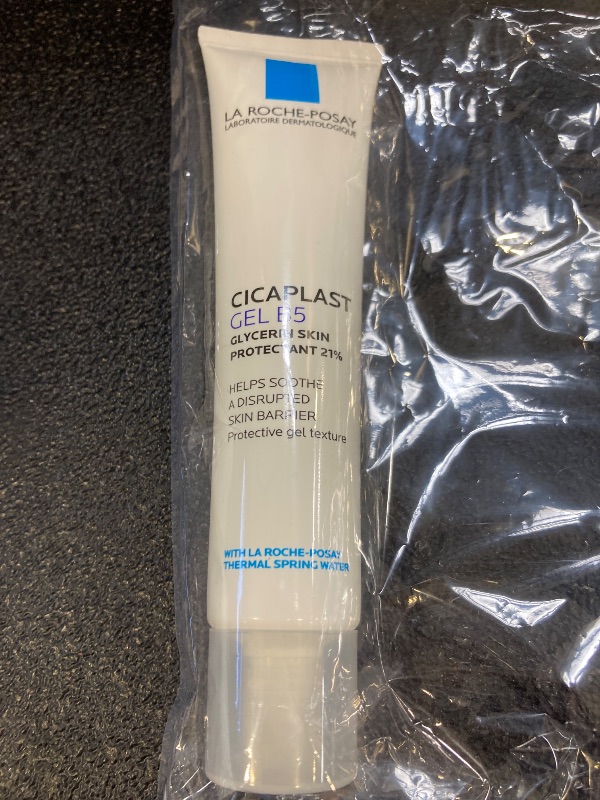 LA ROCHE-POSAY
LABORATOIRE DERMATOLOGIQUE
CICAPLAST
GEL B5
GLYCERIN SKIN
PROTECTANT 21%
HELPS SOOTHE
A DISRUPTED
SKIN BARRIER
Protective gel texture
WITH LA ROCHE-POSAY
THERMAL SPRING WATER